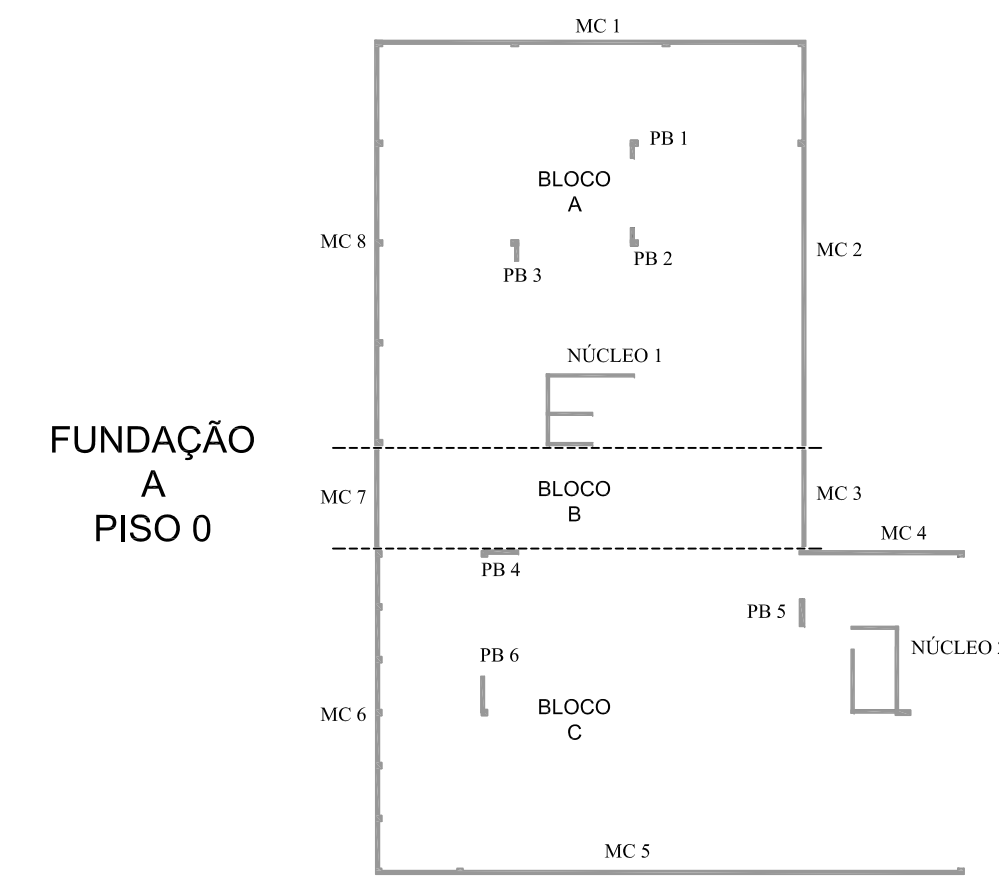 MC 1
PB 1
BLOCO
A
MC 8
MC 2
PB 2
PB 3
NÚCLEO 1
FUNDAÇÃO
A
PISO 0
MC 7
BLOCO
B
MC 3
MC 4
PB 4
PB 5
NÚCLEO
PB 6
MC 6
BLOCO
C
MC 5